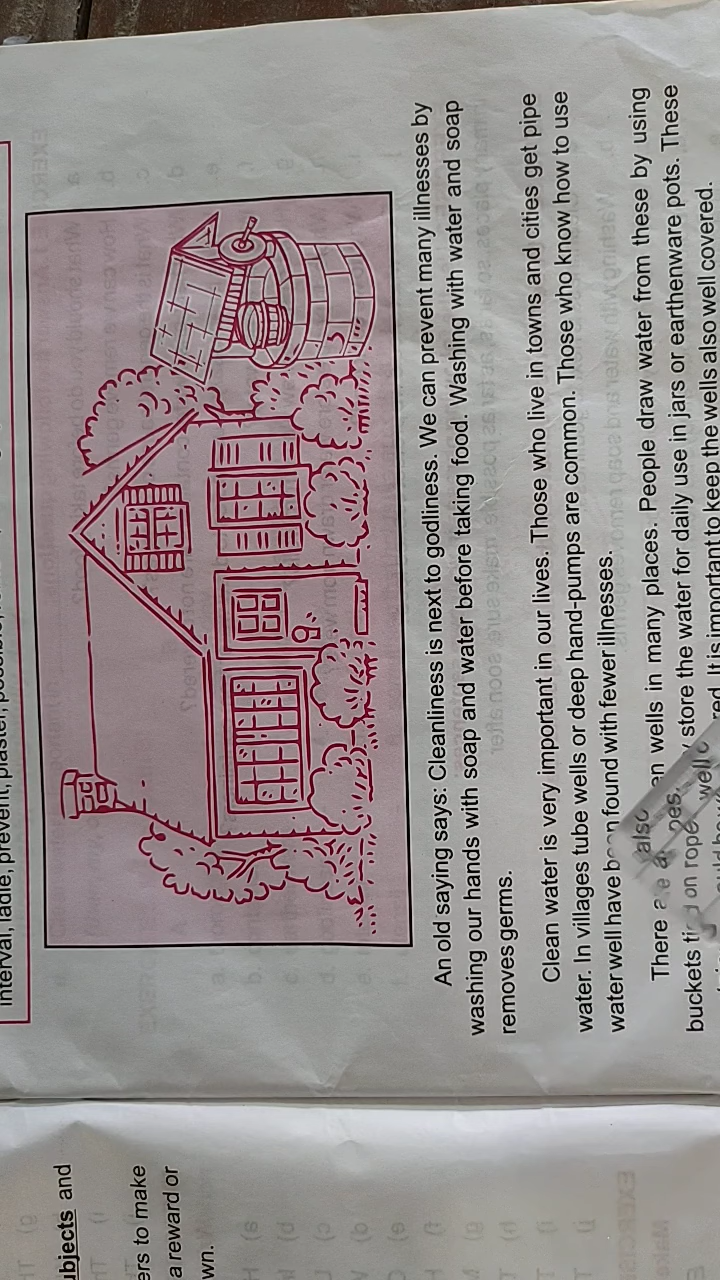 interval, ladle, prevent, plaster,
An old saying says: Cleanliness is next to godliness. We can prevent many illnesses by
washing our hands with soap and water before taking food. Washing with water and soap
removes germs.
Clean water is very important in our lives. Those who live in towns and cities get pipe
water. In villages tube wells or deep hand-pumps are common. Those who know how to use
water well have been found with fewer illnesses.
There are also wells in many places. People draw water from these by using
buckets on store the water for daily use in jars or earthenware pots. These
It is important to keep the wells also well covered.
ubjects and
ers to make
a reward or
wn.